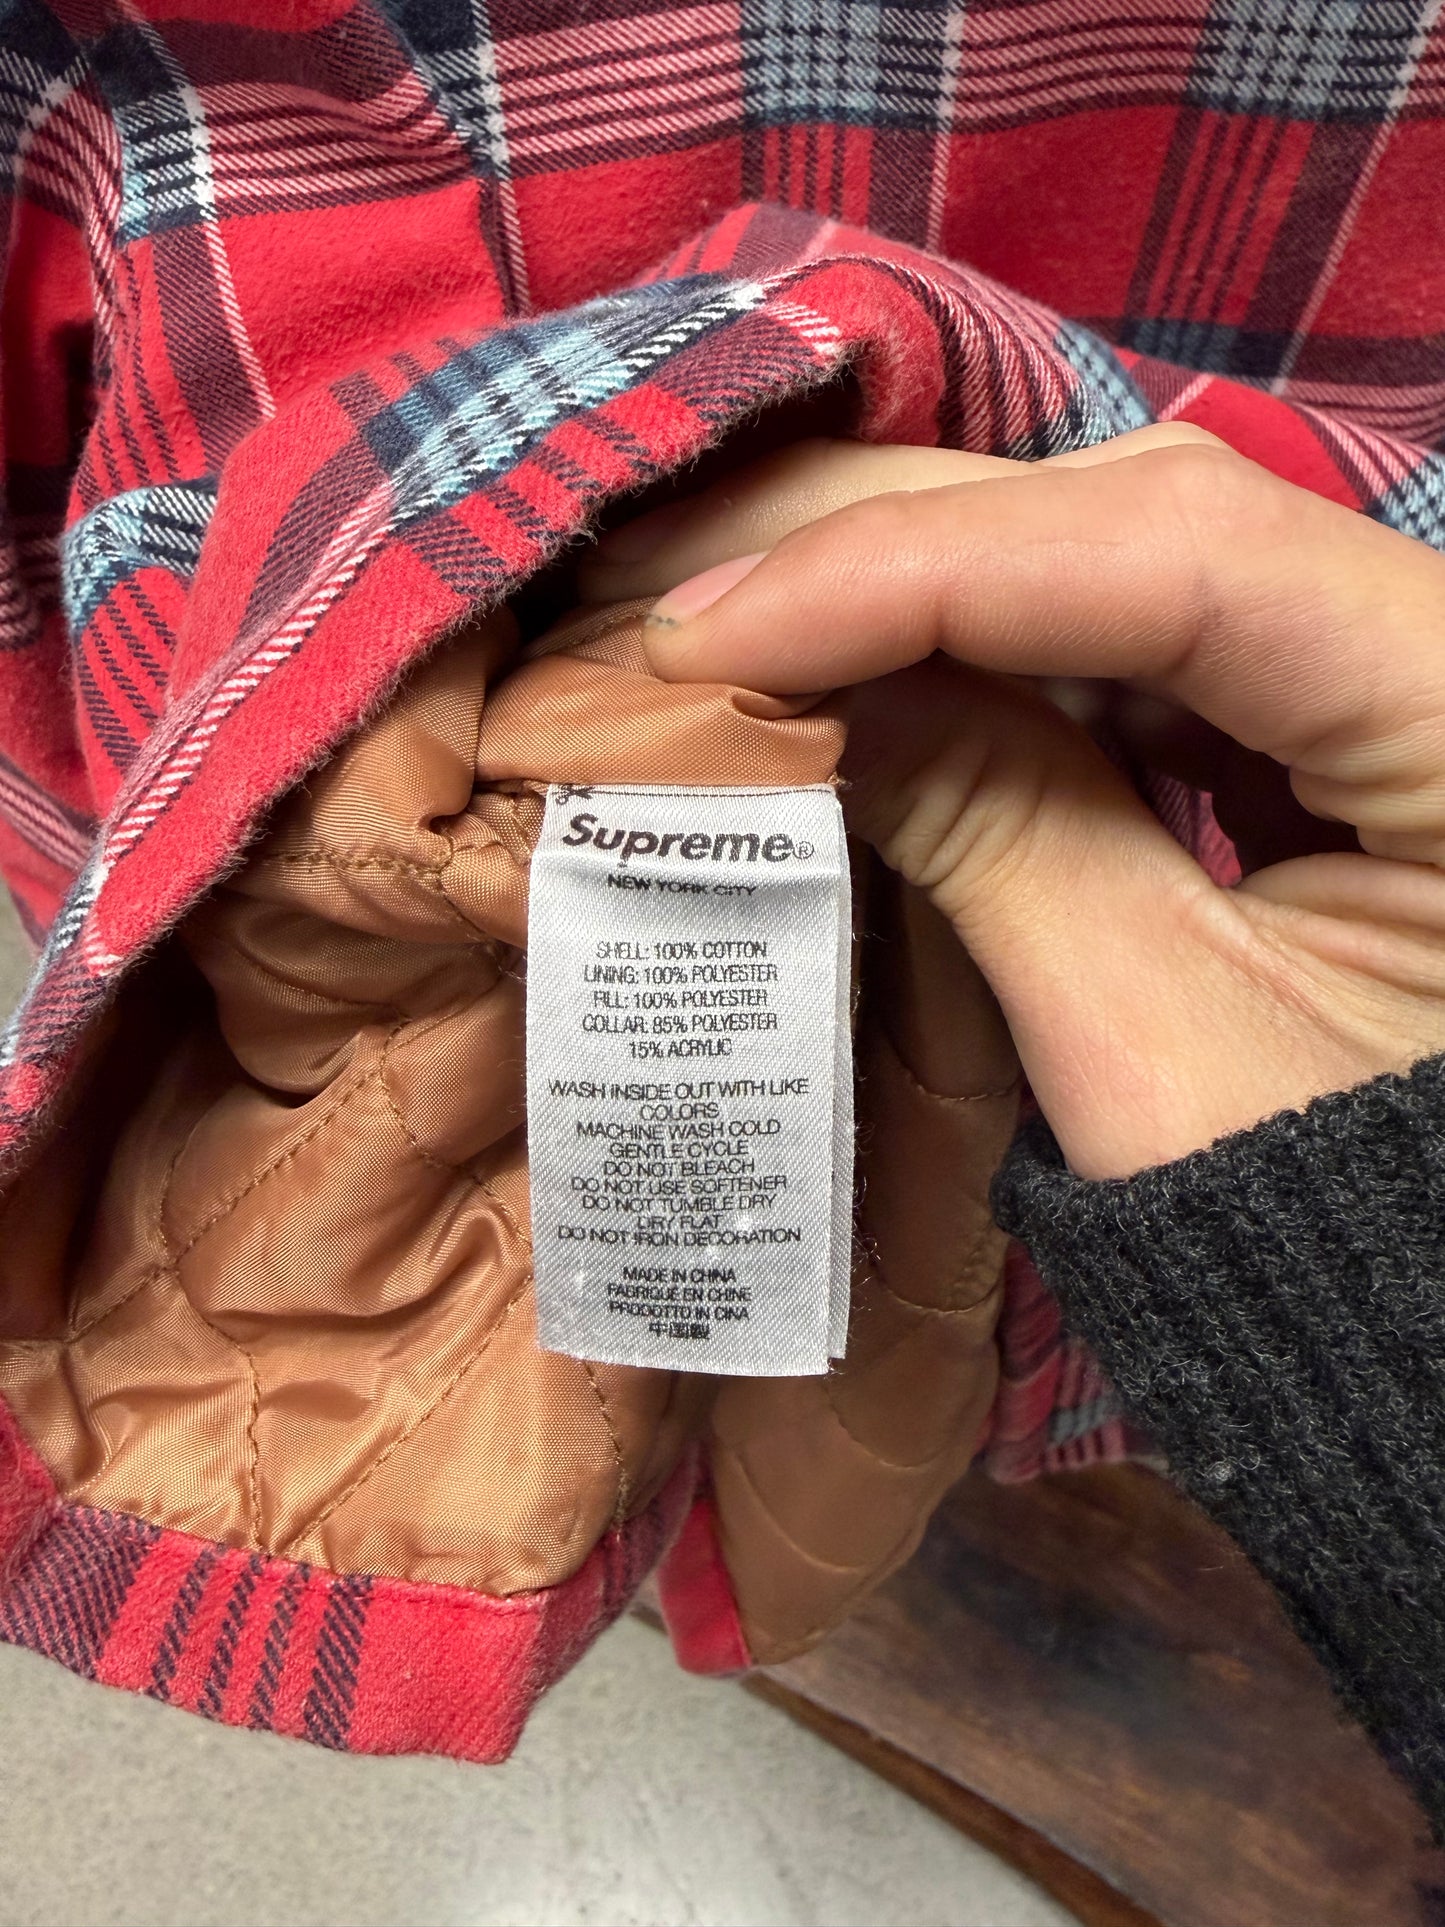 Supreme®
NEW YORK CITY
SHELL: 100% COTTON
LINING: 100% POLYESTER
FILL: 100% POLYESTER
COLLAR: 85% POLYESTER
15% ACRYLIC
WASH INSIDE OUT WITH LIKE
COLORS
MACHINE WASH COLD
GENTLE CYCLE
DO NOT BLEACH
DO NOT USE SOFTENER
DO NOT TUMBLE DRY
DRY FLAT
DO NOT IRON DECORATION
MADE IN CHINA
FABRIQUÉ EN CHINE
PRODOTTO IN CINA
中国製